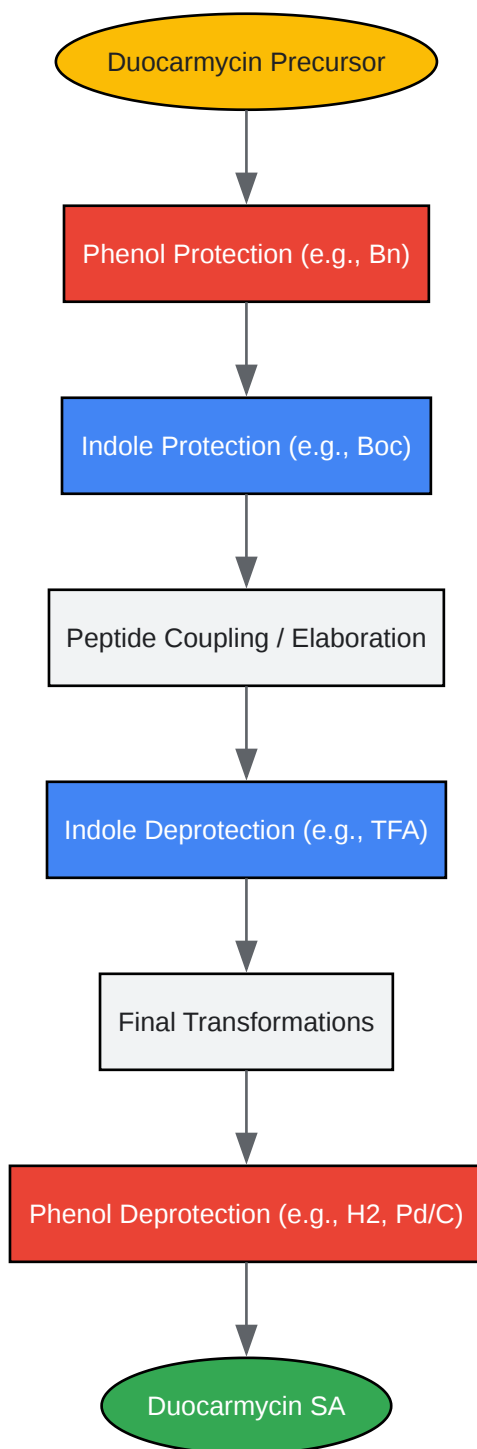 Duocarmycin Precursor
Phenol Protection (e.g., Bn)
Indole Protection (e.g., Boc)
Peptide Coupling / Elaboration
Indole Deprotection (e.g., TFA)
Final Transformations
Phenol Deprotection (e.g., H2, Pd/C)
Duocarmycin SA